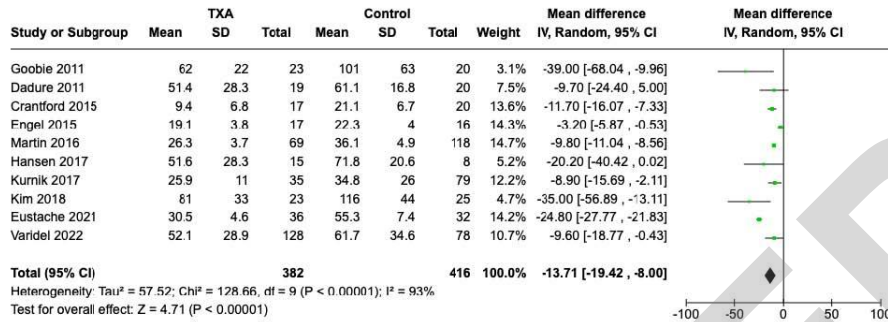 TXA Control Mean difference Mean difference
Study or Subgroup Mean SD Total Mean SD Total Weight IV, Random, 95% CI IV, Random, 95% CI
Goobie 2011 62 22 23 101 63 20 3.1% -39.00 [-68.04 , -9.96]
Dadure 2011 51.4 28.3 19 61.1 16.8 20 7.5% -9.70 [-24.40 , 5.00]
Crantford 2015 9.4 6.8 17 21.1 6.7 20 13.6% -11.70 [-16.07 , -7.33]
Engel 2015 19.1 3.8 17 22.3 4 16 14.3% -3.20 [-5.87 , -0.53]
Martin 2016 26.3 3.7 69 36.1 4.9 118 14.7% -9.80 [-11.04 , -8.56]
Hansen 2017 51.6 28.3 15 71.8 20.6 8 5.2% -20.20 [-40.42 , 0.02]
Kurnik 2017 25.9 11 35 34.8 26 79 12.2% -8.90 [-15.69 , -2.11]
Kim 2018 81 33 23 116 44 25 4.7% -35.00 [-56.89 , -13.11]
Eustache 2021 30.5 4.6 36 55.3 7.4 32 14.2% -24.80 [-27.77 , -21.83]
Varidel 2022 52.1 28.9 128 61.7 34.6 78 10.7% -9.60 [-18.77 , -0.43]
Total (95% CI) 382 416 100.0% -13.71 [-19.42 , -8.00]
Heterogeneity: Tau² = 57.52; Chi² = 128.66, df = 9 (P < 0.00001); I² = 93%
Test for overall effect: Z = 4.71 (P < 0.00001)
-100 -50 0 50 100